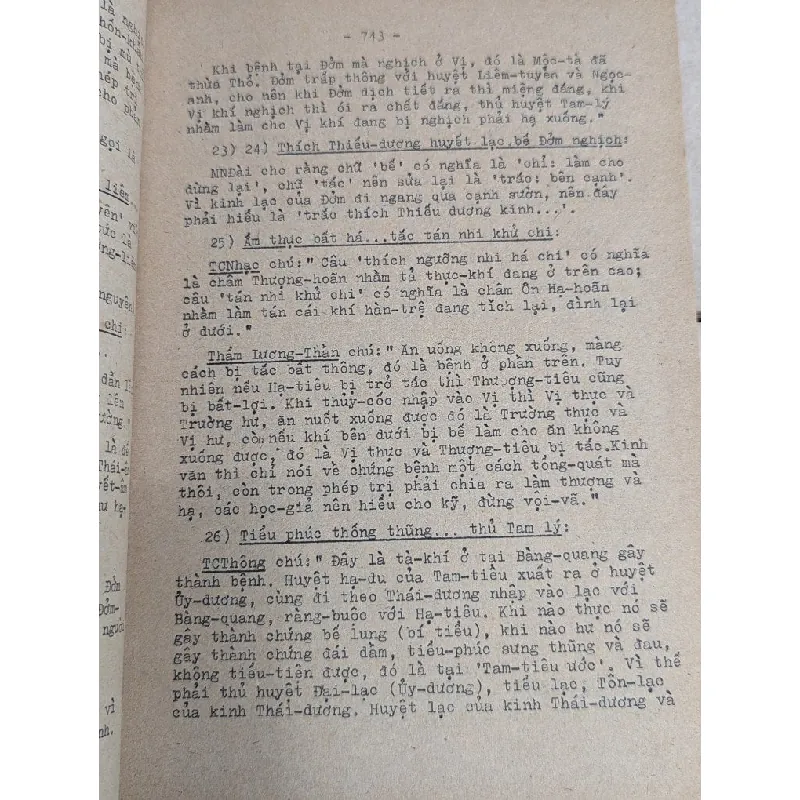 - 743 -
Khi bệnh tại Đởm mà nghịch ở Vị, đó là Mộc-tà đã
thừa Thổ. Đởm trấp thông với huyệt Liêm-tuyền và Ngọc-
anh, cho nên khi Đởm dịch tiết ra thì miệng đắng, khi
Vị khí nghịch thì ói ra chất đắng, thủ huyệt Tam-lý
nhằm làm cho Vị khí đang bị nghịch phải hạ xuống."
23) 24) Thích Thiếu-dương huyết lạc bế Đởm nghịch:
MNĐài cho rằng chữ 'bế' có nghĩa là 'chỉ: làm cho
dừng lại', chữ 'tắc' nên sửa lại là 'trắc: bên cạnh'.
Vì kinh lạc của Đởm đi ngang qua cạnh sườn, nên đây
phải hiểu là 'trắc thích Thiếu dương kinh...'.
25) Ẩm thực bất há...tắc tán nhi khử chi:
TCNhạc chú:" Câu 'thích ngưỡng nhi há chi' có nghĩa
là châm Thượng-hoãn nhằm tả thực-khí đang ở trên cao;
câu 'tán nhi khử chi' có nghĩa là châm Ôn Hạ-hoãn
nhằm làm tán cái khí hàn-trệ đang tích lại, đình lại
ở dưới."
Thẩm Lương-Thần chú:" Ăn uống không xuống, màng
cách bị tắc bất thông, đó là bệnh ở phần trên. Tuy
nhiên nếu Hạ-tiêu bị trở tắc thì Thượng-tiêu cũng
bị bất-lợi. Khi thủy-cốc nhập vào Vị thì Vị thực và
Trường hư, ăn nuốt xuống được đó là Trường thực và
Vị hư, còn nếu khí bên dưới bị bế làm cho ăn không
xuống được, đó là Vị thực và Thượng-tiêu bị tắc.Kinh
văn thì chỉ nói về chứng bệnh một cách tổng-quát mà
thôi, còn trong phép trị phải chia ra làm thượng và
hạ, các học-giả nên hiểu cho kỹ, đừng vội-vã."
26) Tiểu phúc thống thũng... thủ Tam lý:
TCThông chú:" Đây là tà-khí ở tại Bàng-quang gây
thành bệnh. Huyệt hạ-du của Tam-tiêu xuất ra ở huyệt
Ủy-dương, cùng đi theo Thái-dương nhập vào lạc với
Bàng-quang, ràng-buộc với Hạ-tiêu. Khi nào thực nó sẽ
gây thành chứng bế lung (bí tiểu), khi nào hư nó sẽ
gây thành chứng đái dầm, tiểu-phúc sưng thũng và đau,
không tiểu-tiện được, đó là tại 'Tam-tiêu ước'. Vì thế
phải thủ huyệt Đại-lạc (Ủy-dương), tiểu lạc, Tôn-lạc
của kinh Thái-dương. Huyệt lạc của kinh Thái-dương và